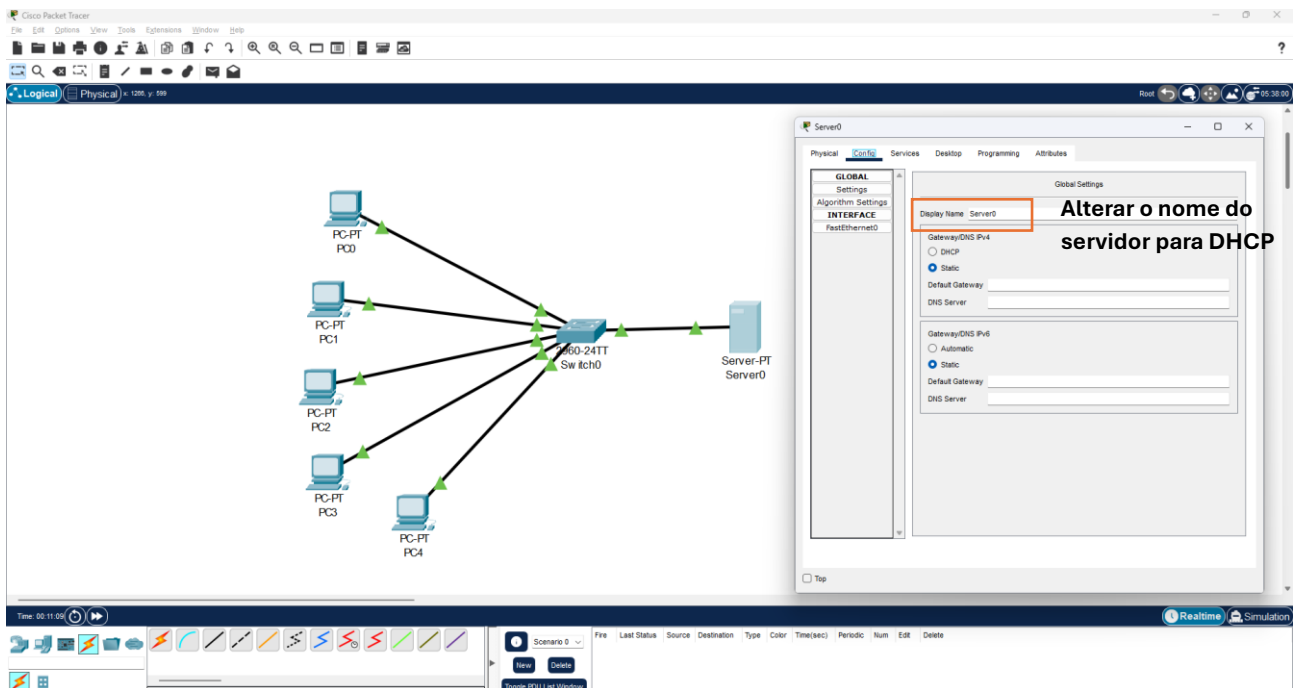 Cisco Packet Tracer
File Edit Options View Tools Extensions Window Help
?
Logical Physical x: 1288, y: 599
Root 05:38:00
Server0
Physical Config Services Desktop Programming Attributes
GLOBAL
Settings
Algorithm Settings
INTERFACE
FastEthernet0
Global Settings
Display Name Server0
Alterar o nome do
servidor para DHCP
Gateway/DNS IPv4
DHCP
Static
Default Gateway
DNS Server
Gateway/DNS IPv6
Automatic
Static
Default Gateway
DNS Server
Top
PC-PT
PC0
PC-PT
PC1
PC-PT
PC2
PC-PT
PC3
PC-PT
PC4
2960-24TT
Switch0
Server-PT
Server0
Time: 00:11:09
Realtime Simulation
Scenario 0
New Delete
Toggle PDU List Window
Fire Last Status Source Destination Type Color Time(sec) Periodic Num Edit Delete